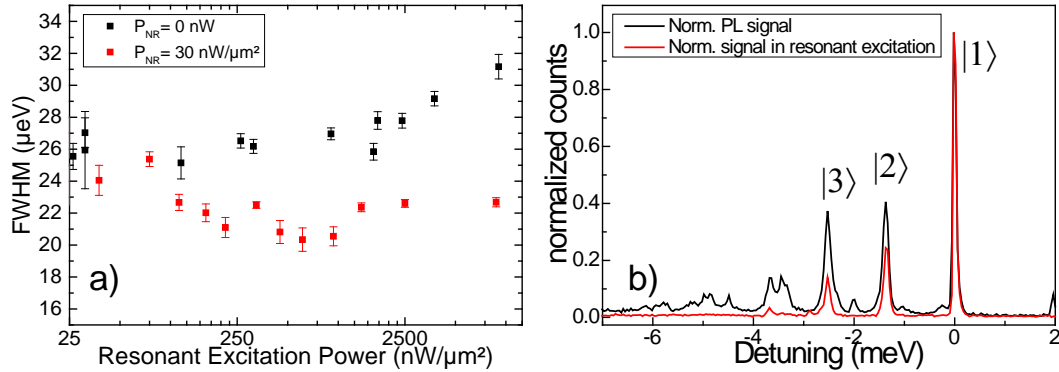 36
34
32
30
28
26
24
22
20
18
16
FWHM (µeV)
P_NR= 0 nW
P_NR= 30 nW/µm²
a)
25
250
2500
Resonant Excitation Power (nW/µm²)
1.0
0.8
0.6
0.4
0.2
0.0
normalized counts
Norm. PL signal
Norm. signal in resonant excitation
|1⟩
|2⟩
|3⟩
b)
-6
-4
-2
0
2
Detuning (meV)